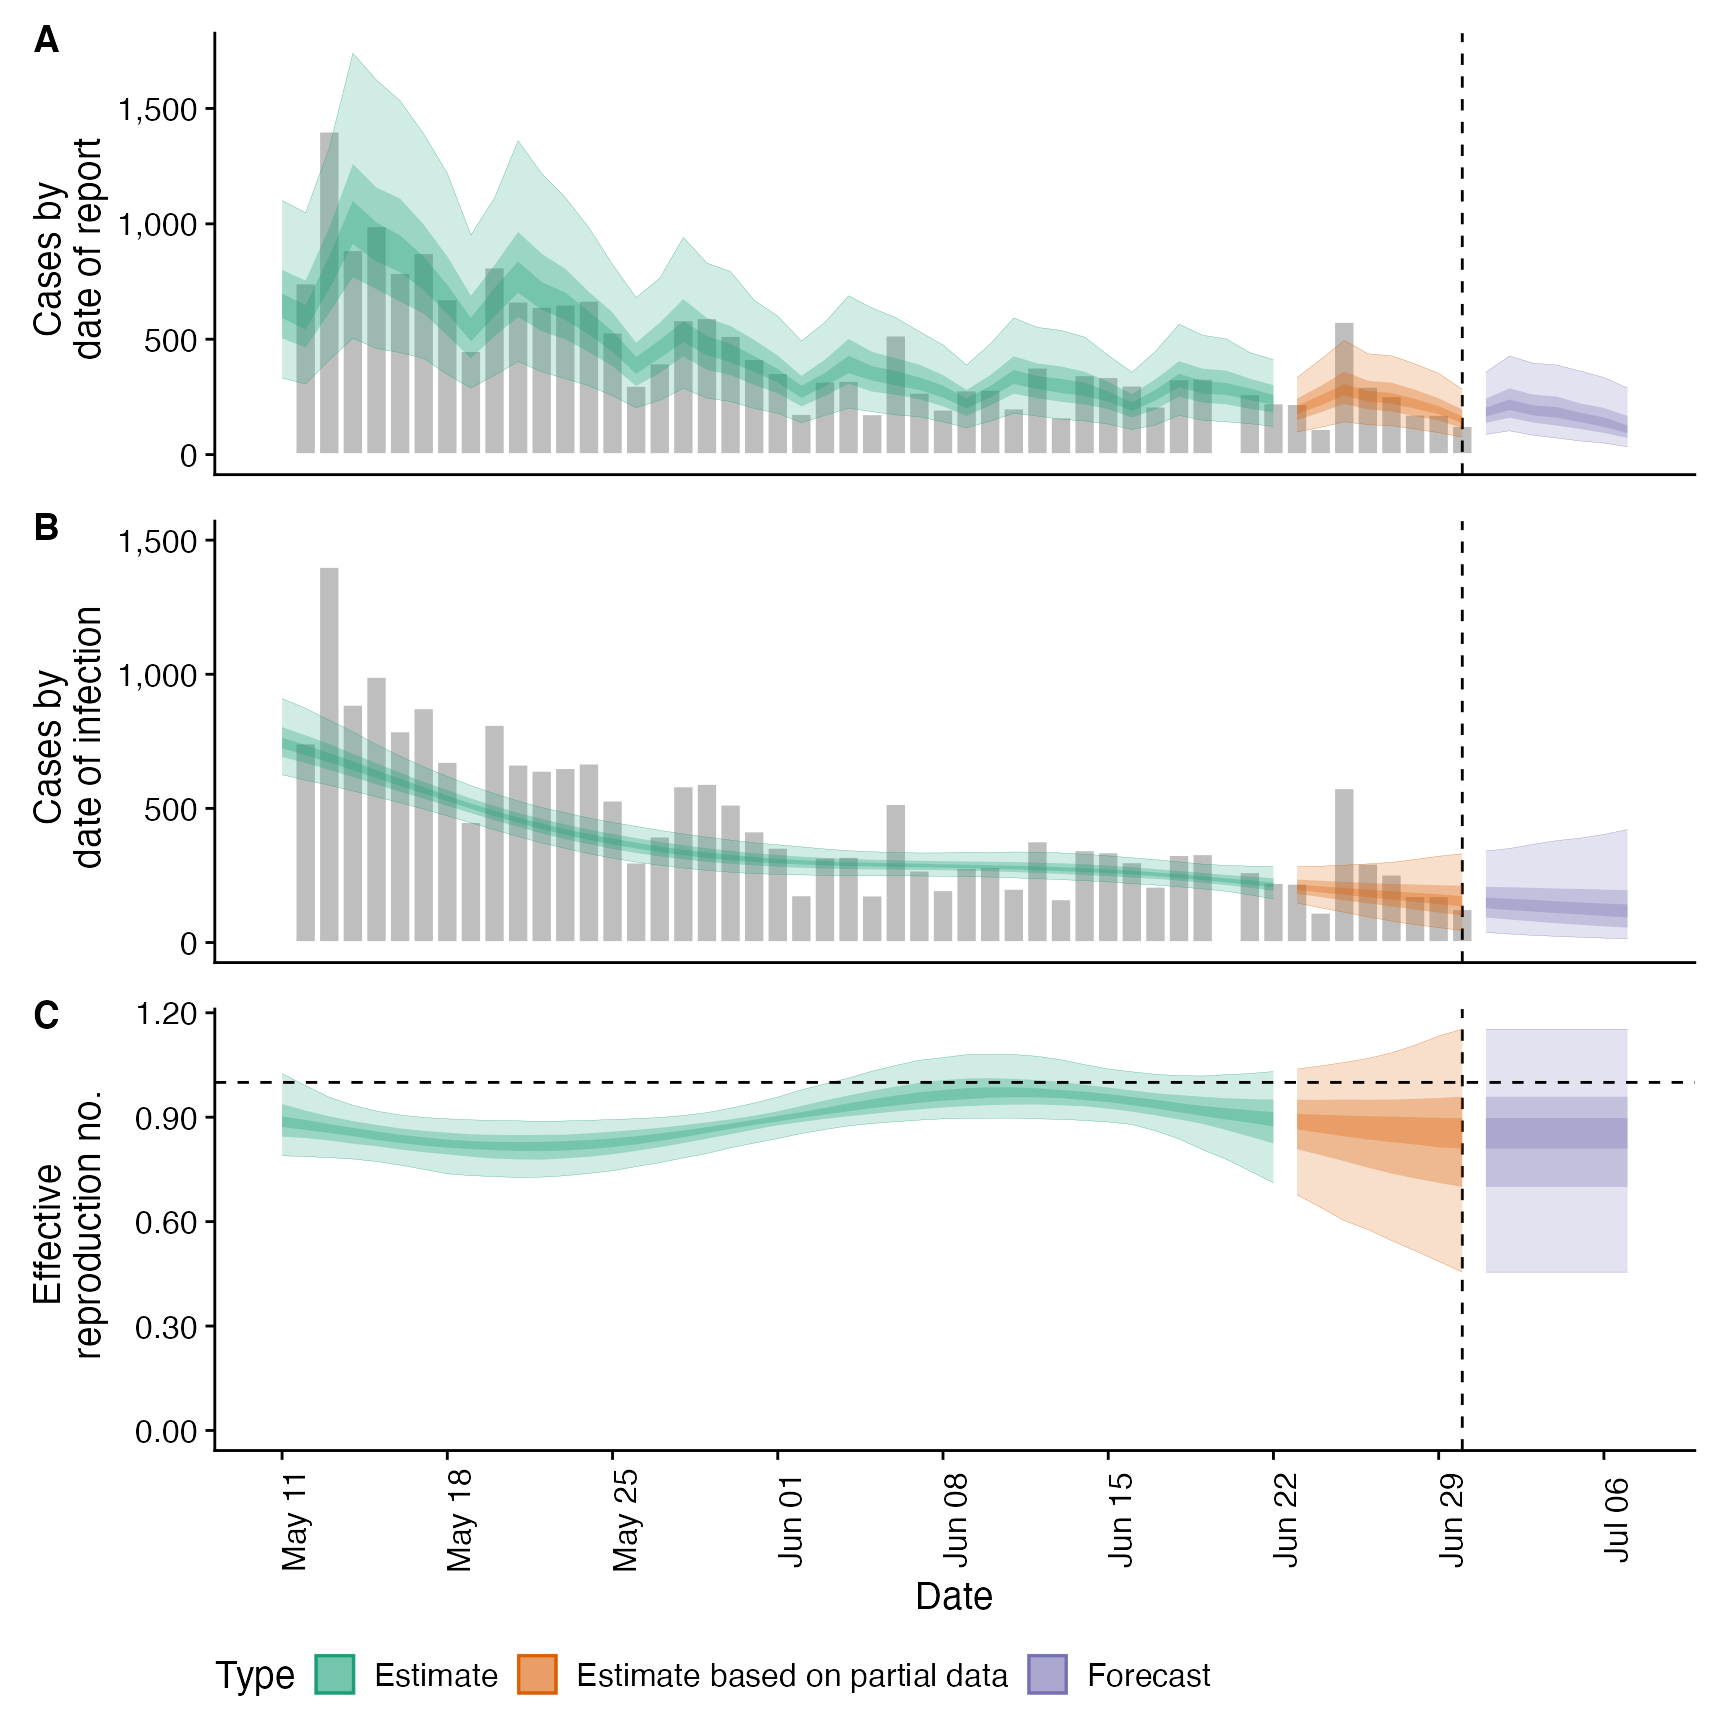 A
Cases by
date of report
1,500
1,000
500
0
B
Cases by
date of infection
1,500
1,000
500
0
C
Effective
reproduction no.
1.20
0.90
0.60
0.30
0.00
May 11
May 18
May 25
Jun 01
Jun 08
Jun 15
Jun 22
Jun 29
Jul 06
Date
Type Estimate Estimate based on partial data Forecast